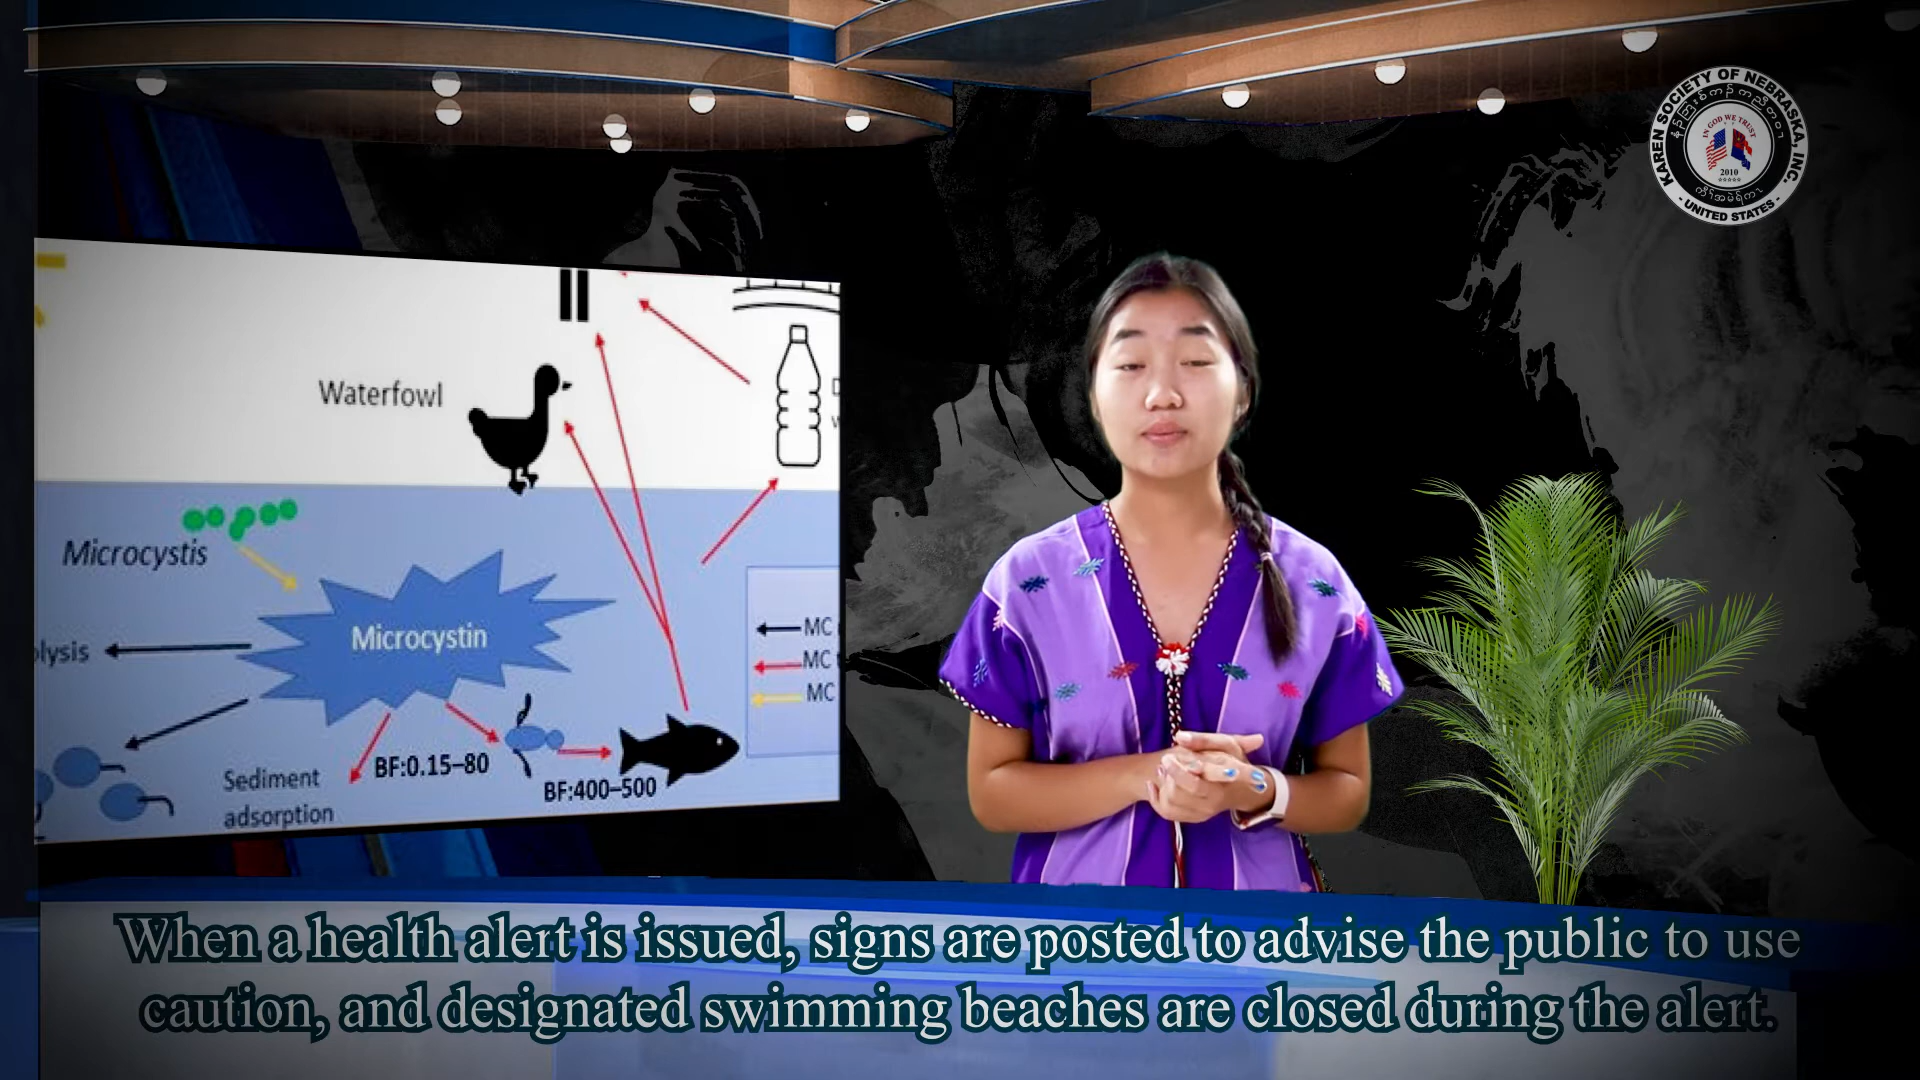 KAREN SOCIETY OF NEBRASKA, INC.
IN GOD WE TRUST
2010
- UNITED STATES -
Waterfowl
Microcystis
Microcystin
olysis
MC
MC
MC
BF:0.15–80
BF:400–500
Sediment
adsorption
When a health alert is issued, signs are posted to advise the public to use
caution, and designated swimming beaches are closed during the alert.